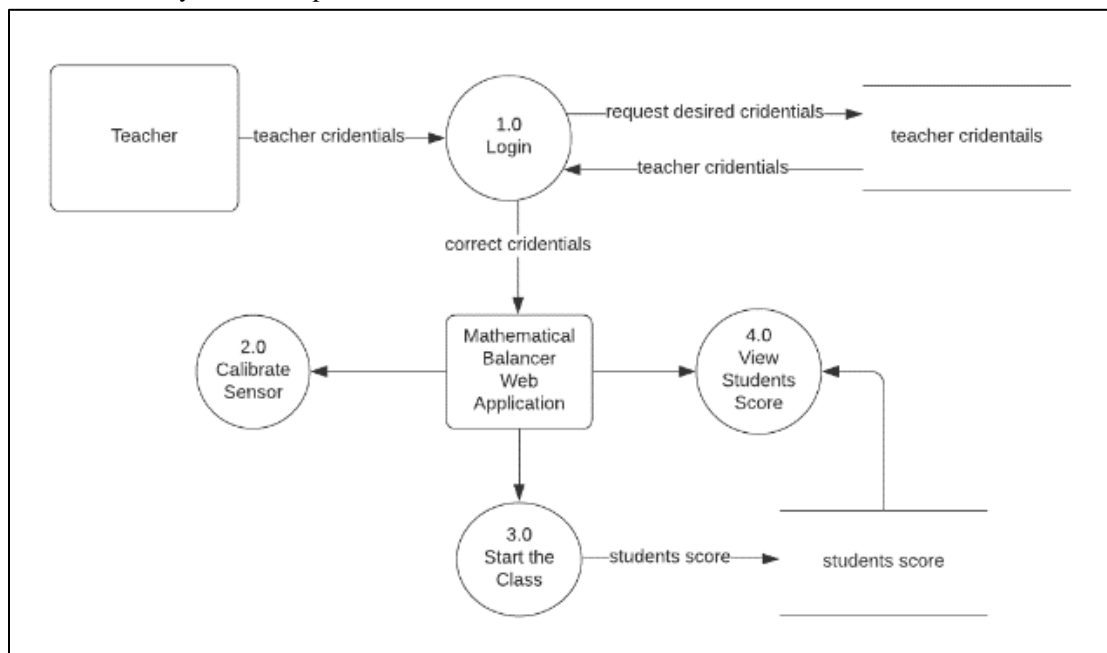 Teacher
teacher cridentials
1.0
Login
request desired cridentials
teacher cridentials
teacher cridentails
correct cridentials
2.0
Calibrate
Sensor
Mathematical
Balancer
Web
Application
4.0
View
Students
Score
3.0
Start the
Class
students score
students score